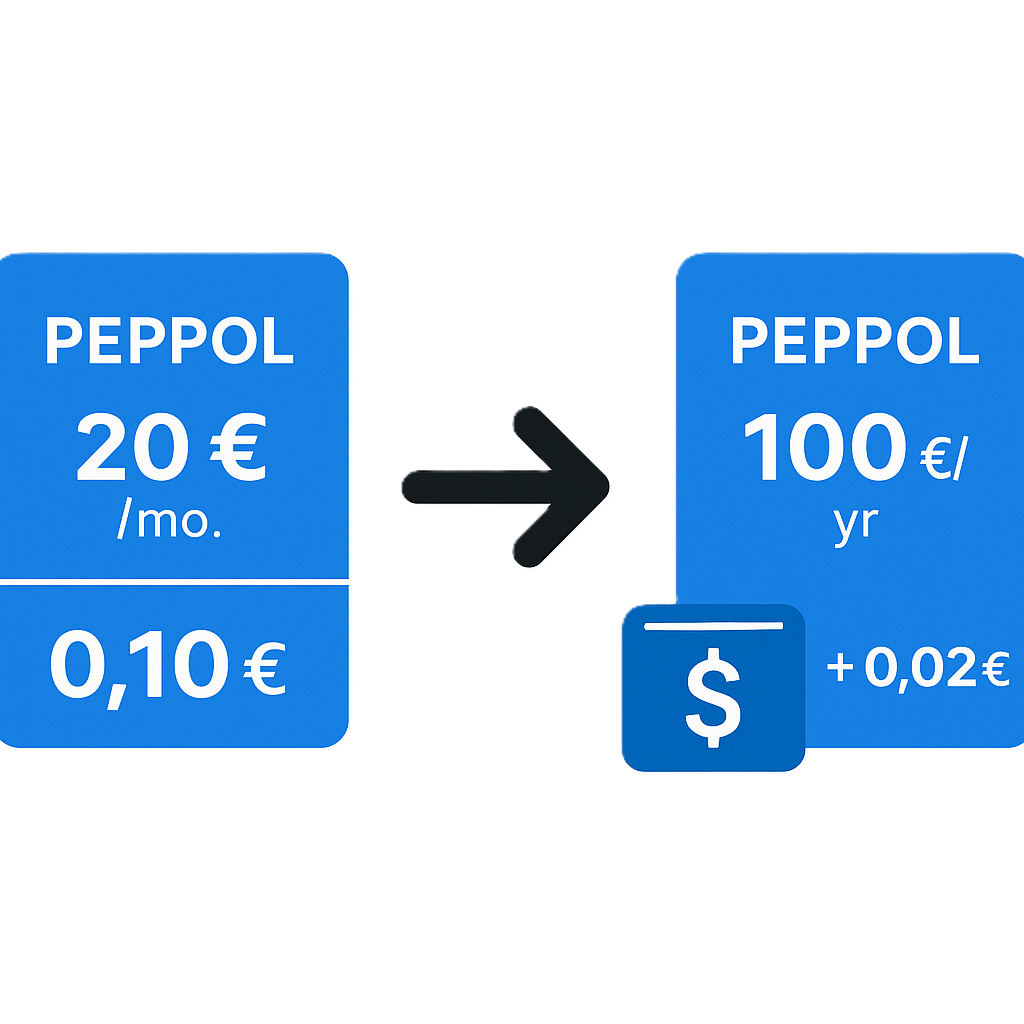 PEPPOL
20 €
/mo.
0,10 €
PEPPOL
100 €/
yr
$
+0,02€